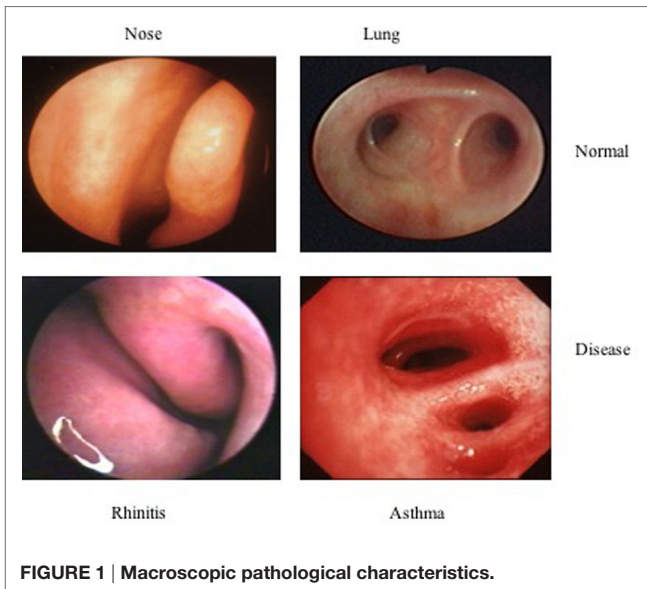 Nose Lung
Normal
Disease
Rhinitis Asthma
FIGURE 1 | Macroscopic pathological characteristics.